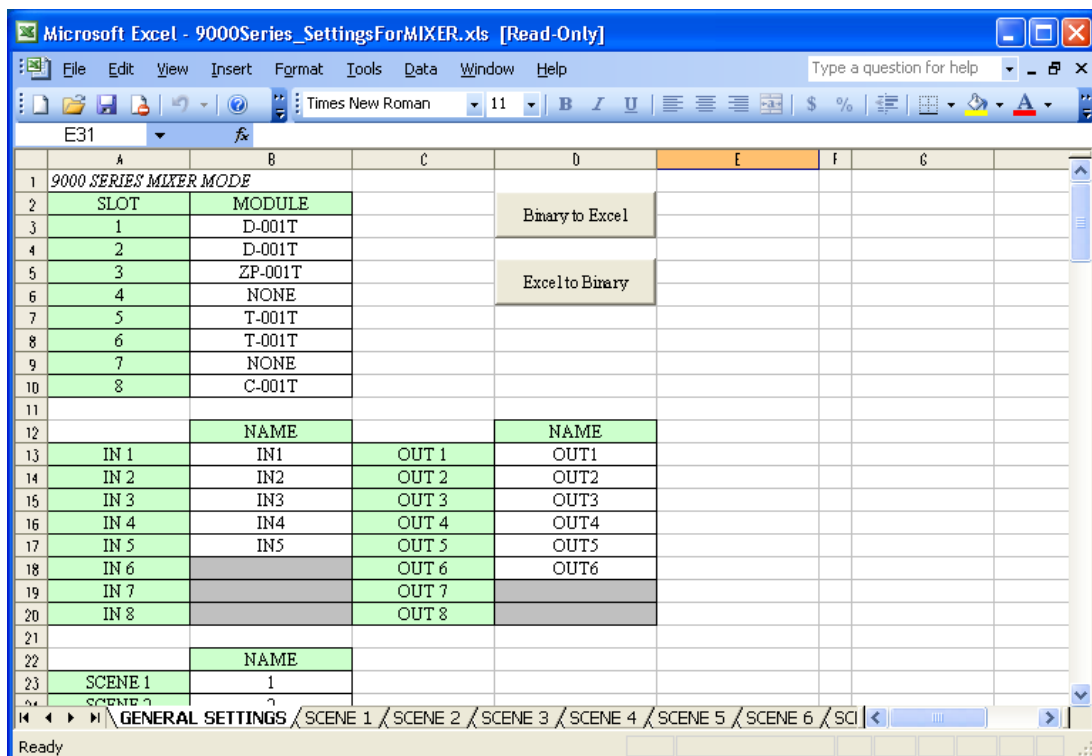 Microsoft Excel - 9000Series_SettingsForMIXER.xls [Read-Only]
File Edit View Insert Format Tools Data Window Help Type a question for help
Times New Roman 11 B I U $ % A
E31 fx
A B C D E F G
1 9000 SERIES MIXER MODE
2 SLOT MODULE
Binary to Excel
3 1 D-001T
4 2 D-001T
5 3 ZP-001T
Excel to Binary
6 4 NONE
7 5 T-001T
8 6 T-001T
9 7 NONE
10 8 C-001T
11
12 NAME NAME
13 IN 1 IN1 OUT 1 OUT1
14 IN 2 IN2 OUT 2 OUT2
15 IN 3 IN3 OUT 3 OUT3
16 IN 4 IN4 OUT 4 OUT4
17 IN 5 IN5 OUT 5 OUT5
18 IN 6 OUT 6 OUT6
19 IN 7 OUT 7
20 IN 8 OUT 8
21
22 NAME
23 SCENE 1 1
24 SCENE 2 2
GENERAL SETTINGS SCENE 1 SCENE 2 SCENE 3 SCENE 4 SCENE 5 SCENE 6 SCI
Ready